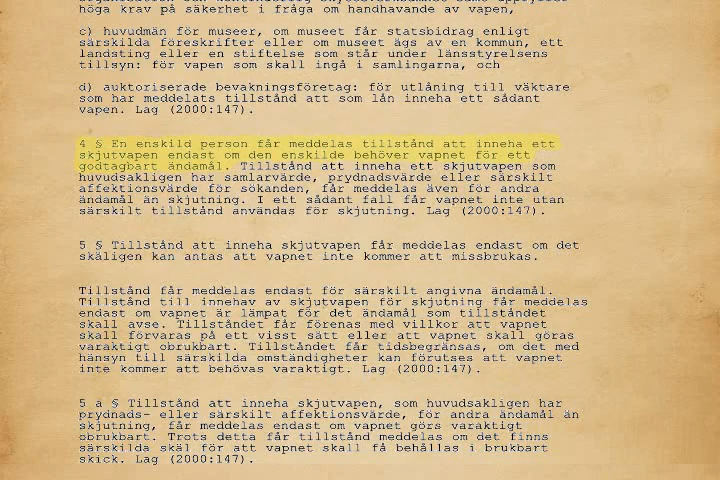 höga krav på säkerhet i fråga om handhavande av vapen,
c) huvudmän för museer, om museet får statsbidrag enligt
särskilda föreskrifter eller om museet ägs av en kommun, ett
landsting eller en stiftelse som står under länsstyrelsens
tillsyn: för vapen som skall ingå i samlingarna, och
d) auktoriserade bevakningsföretag: för utlåning till väktare
som har meddelats tillstånd att som lån inneha ett sådant
vapen. Lag (2000:147).
4 § En enskild person får meddelas tillstånd att inneha ett
skjutvapen endast om den enskilde behöver vapnet för ett
godtagbart ändamål. Tillstånd att inneha ett skjutvapen som
huvudsakligen har samlarvärde, prydnadsvärde eller särskilt
affektionsvärde för sökanden, får meddelas även för andra
ändamål än skjutning. I ett sådant fall får vapnet inte utan
särskilt tillstånd användas för skjutning. Lag (2000:147).
5 § Tillstånd att inneha skjutvapen får meddelas endast om det
skäligen kan antas att vapnet inte kommer att missbrukas.
Tillstånd får meddelas endast för särskilt angivna ändamål.
Tillstånd till innehav av skjutvapen för skjutning får meddelas
endast om vapnet är lämpat för det ändamål som tillståndet
skall avse. Tillståndet får förenas med villkor att vapnet
skall förvaras på ett visst sätt eller att vapnet skall göras
varaktigt obrukbart. Tillståndet får tidsbegränsas, om det med
hänsyn till särskilda omständigheter kan förutses att vapnet
inte kommer att behövas varaktigt. Lag (2000:147).
5 a § Tillstånd att inneha skjutvapen, som huvudsakligen har
prydnads- eller särskilt affektionsvärde, för andra ändamål än
skjutning, får meddelas endast om vapnet görs varaktigt
obrukbart. Trots detta får tillstånd meddelas om det finns
särskilda skäl för att vapnet skall få behållas i brukbart
skick. Lag (2000:147).